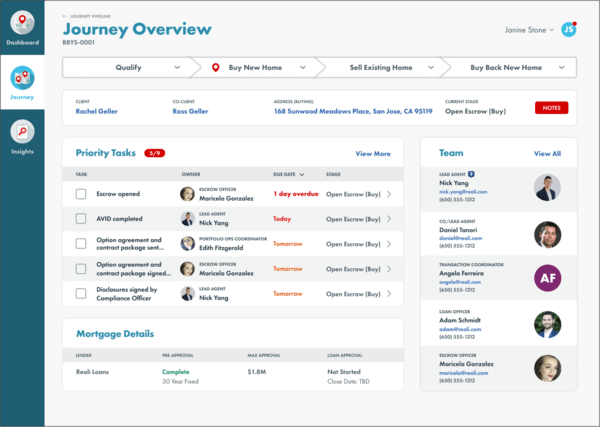 ← JOURNEY PIPELINE
Journey Overview
BBYS-0001
Janine Stone
JS
Dashboard
Journey
Insights
Qualify
Buy New Home
Sell Existing Home
Buy Back New Home
CLIENT
Rachel Geller
CO-CLIENT
Ross Geller
ADDRESS (BUYING)
168 Sunwood Meadows Place, San Jose, CA 95119
CURRENT STAGE
Open Escrow (Buy)
NOTES
Priority Tasks
5/9
View More
TASK OWNER DUE DATE STAGE
Escrow opened
ESCROW OFFICER
Maricela Gonzalez
1 day overdue
Open Escrow (Buy)
AVID completed
LEAD AGENT
Nick Yang
Today
Open Escrow (Buy)
Option agreement and
contract package sent...
PORTFOLIO OPS COORDINATOR
Edith Fitzgerald
Tomorrow
Open Escrow (Buy)
Option agreement and
contract package signed...
ESCROW OFFICER
Maricela Gonzalez
Tomorrow
Open Escrow (Buy)
Disclosures signed by
Compliance Officer
LEAD AGENT
Nick Yang
Tomorrow
Open Escrow (Buy)
Mortgage Details
LENDER PRE-APPROVAL MAX APPROVAL LOAN APPROVAL
Reali Loans Complete $1.8M Not Started
30 Year Fixed Close Date: TBD
Team
View All
LEAD AGENT
Nick Yang
nick-yang@reali.com
(650) 555-1212
CO/LEAD AGENT
Daniel Tanori
daniel@reali.com
(650) 555-1212
TRANSACTION COORDINATOR
Angela Ferreira
angela@reali.com
(650) 555-1212
AF
LOAN OFFICER
Adam Schmidt
adam@reali.com
(650) 555-1212
ESCROW OFFICER
Maricela Gonzalez
maricela@reali.com
(650) 555-1212